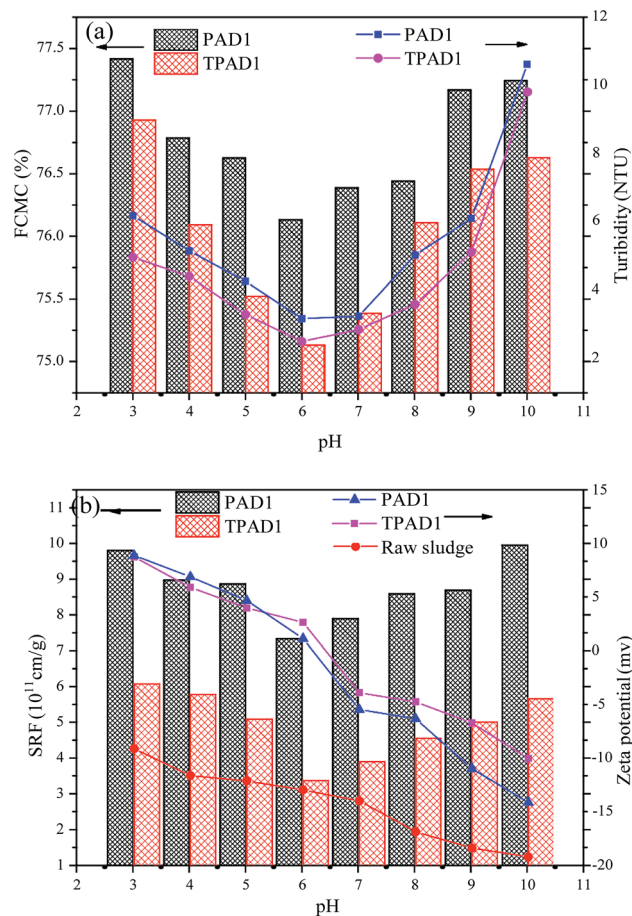 (a)
PAD1
TPAD1
PAD1
TPAD1
77.5
77.0
76.5
76.0
75.5
75.0
FCMC (%)
12
10
8
6
4
2
Turibidity (NTU)
2 3 4 5 6 7 8 9 10 11
pH
(b)
PAD1
TPAD1
PAD1
TPAD1
Raw sludge
11
10
9
8
7
6
5
4
3
2
1
SRF (10¹¹cm/g)
15
10
5
0
-5
-10
-15
-20
Zeta potential (mv)
2 3 4 5 6 7 8 9 10 11
pH